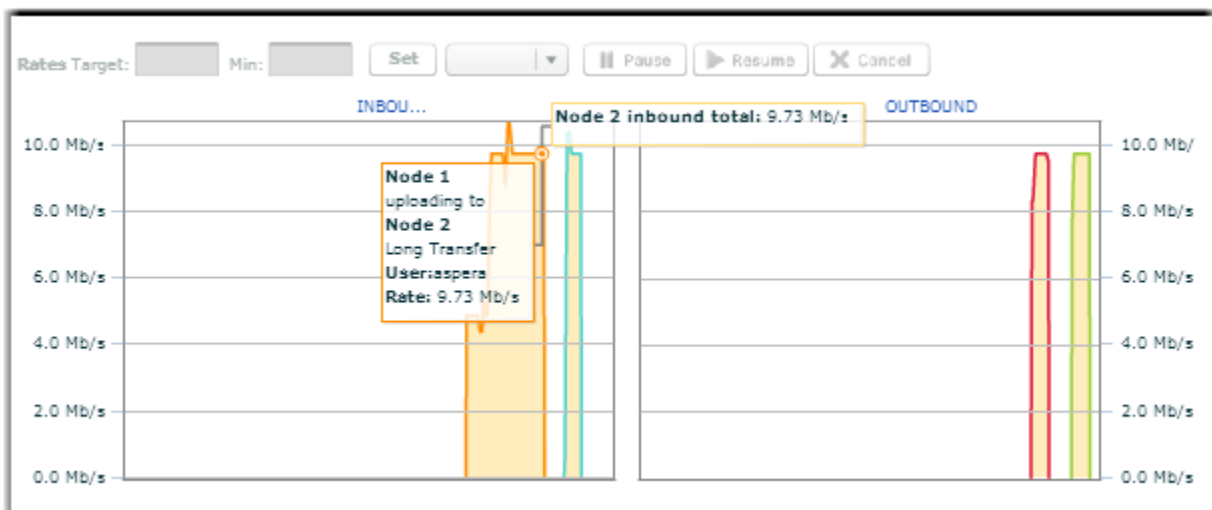 Rates Target:
Min:
Set
Pause
Resume
Cancel
INBOU...
OUTBOUND
Node 2 inbound total: 9.73 Mb/s
10.0 Mb/s
8.0 Mb/s
6.0 Mb/s
4.0 Mb/s
2.0 Mb/s
0.0 Mb/s
Node 1
uploading to
Node 2
Long Transfer
User:aspera
Rate: 9.73 Mb/s
10.0 Mb/
8.0 Mb/s
6.0 Mb/s
4.0 Mb/s
2.0 Mb/s
0.0 Mb/s